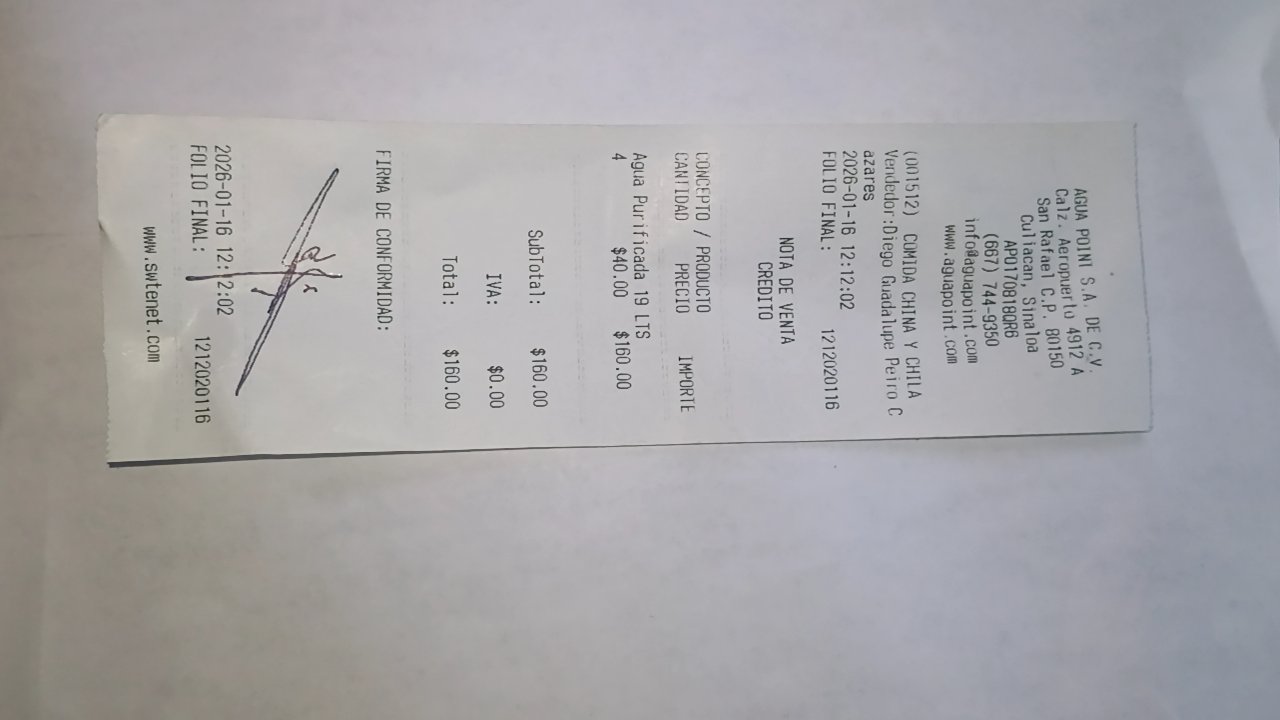 AGUA POINT S.A. DE C.V.
Calz. Aeropuerto 4912 A
San Rafael C.P. 80150
Culiacan, Sinaloa
APO170818QR6
(667) 744-9350
info@aguapoint.com
www.aguapoint.com
(001512) COMIDA CHINA Y CHILA
Vendedor:Diego Guadalupe Peiro C
azares
2026-01-16 12:12:02
FOLIO FINAL: 1212020116
NOTA DE VENTA
CREDITO
CONCEPTO / PRODUCTO
CANTIDAD PRECIO IMPORTE
Agua Purificada 19 LTS
4 $40.00 $160.00
SubTotal: $160.00
IVA: $0.00
Total: $160.00
FIRMA DE CONFORMIDAD:
2026-01-16 12:12:02
FOLIO FINAL: 1212020116
www.swtenet.com